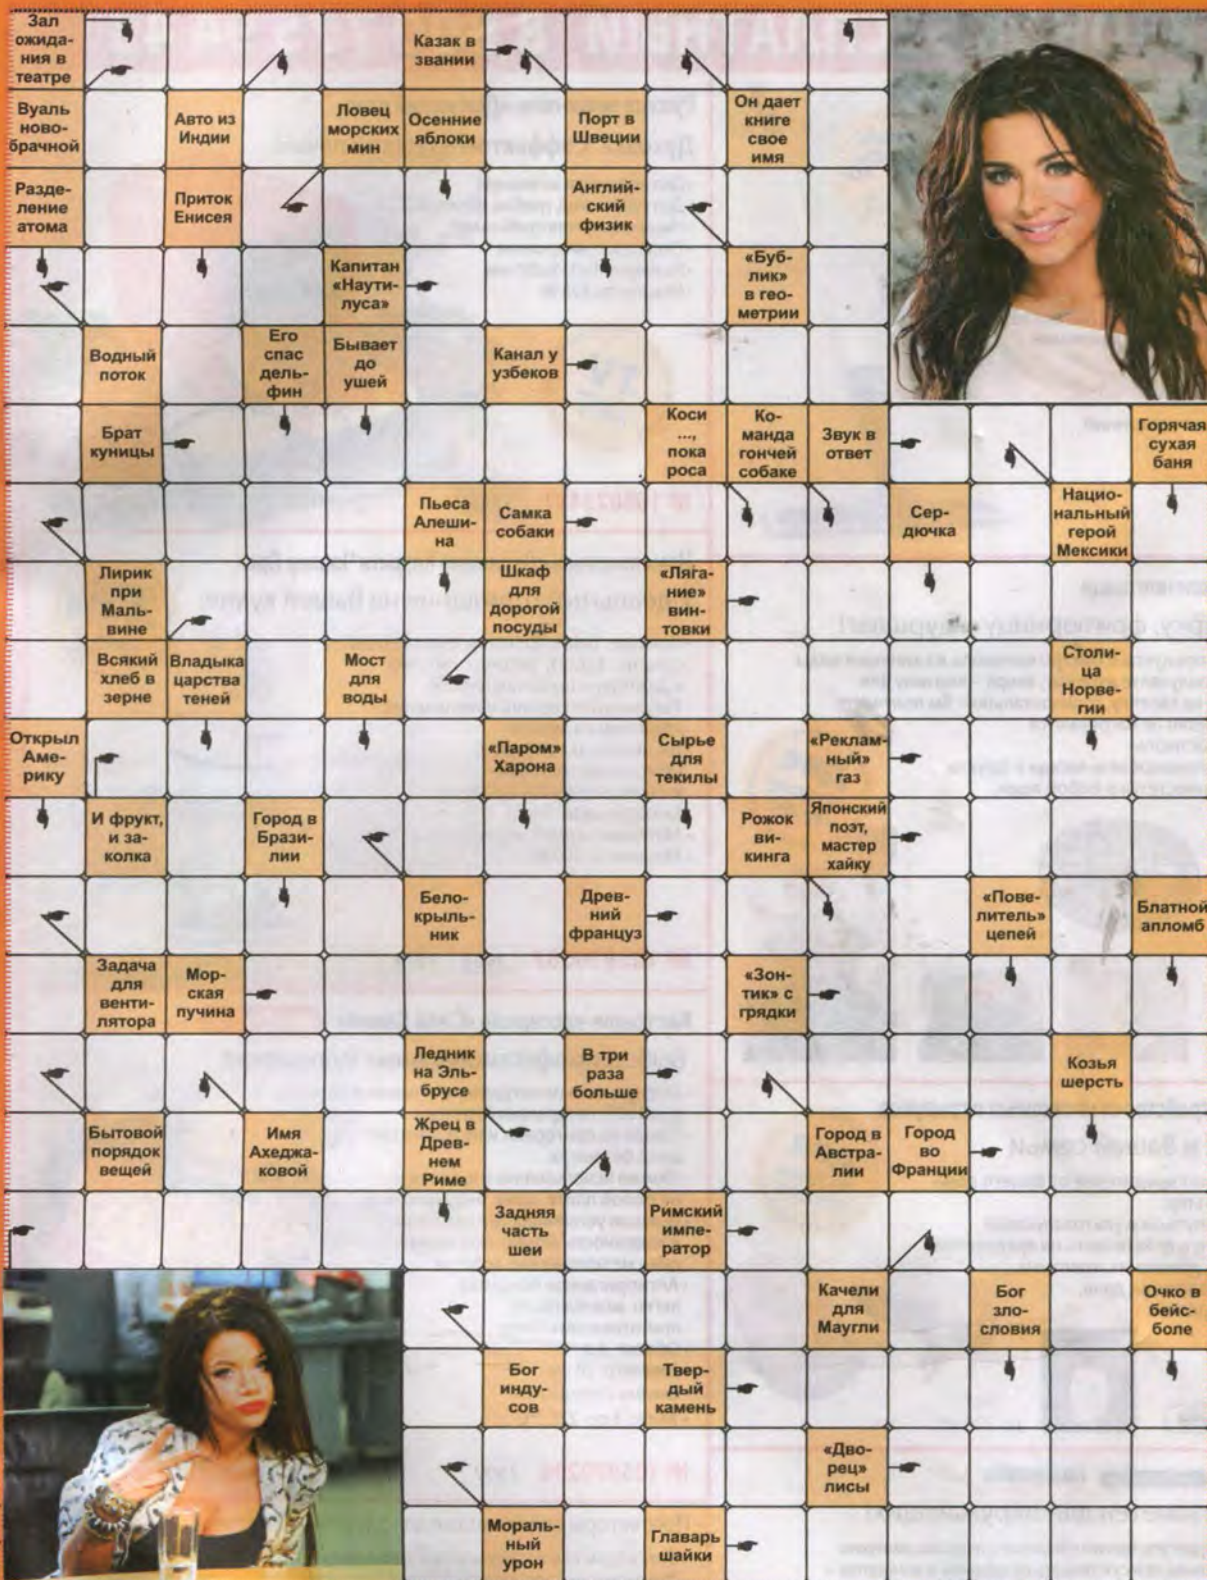 Зал
ожида-
ния в
театре
Казак в
звании
Вуаль
ново-
брачной
Авто из
Индии
Ловец
морских
мин
Осенние
яблоки
Порт в
Швеции
Он дает
книге
свое
имя
Разде-
ление
атома
Приток
Енисея
Англий-
ский
физик
Капитан
«Наути-
луса»
«Буб-
лик»
в гео-
метрии
Водный
поток
Его
спас
дель-
фин
Бывает
до
ушей
Канал у
узбеков
Брат
куницы
Коси
...,
пока
роса
Ко-
манда
гончей
собаке
Звук в
ответ
Горячая
сухая
баня
Пьеса
Алеши-
на
Самка
собаки
Сер-
дючка
Нацио-
нальный
герой
Мексики
Лирик
при
Маль-
вине
Шкаф
для
дорогой
посуды
«Ляга-
ние»
вин-
товки
Всякий
хлеб в
зерне
Владыка
царства
теней
Мост
для
воды
Столи-
ца
Норве-
гии
Открыл
Аме-
рику
«Паром»
Харона
Сырье
для
текилы
«Реклам-
ный»
газ
И фрукт,
и за-
колка
Город в
Брази-
лии
Рожок
ви-
кинга
Японский
поэт,
мастер
хайку
Бело-
крыль-
ник
Древ-
ний
француз
«Пове-
литель»
цепей
Блатной
апломб
Задача
для
венти-
лятора
Мор-
ская
пучина
«Зон-
тик» с
грядки
Ледник
на Эль-
брусе
В три
раза
больше
Козья
шерсть
Бытовой
порядок
вещей
Имя
Ахеджа-
ковой
Жрец в
Древ-
нем
Риме
Город в
Австра-
лии
Город
во
Франции
Задняя
часть
шеи
Римский
импе-
ратор
Качели
для
Маугли
Бог
зло-
словия
Очко в
бейс-
боле
Бог
инду-
сов
Твер-
дый
камень
«Дво-
рец»
лисы
Мораль-
ный
урон
Главарь
шайки